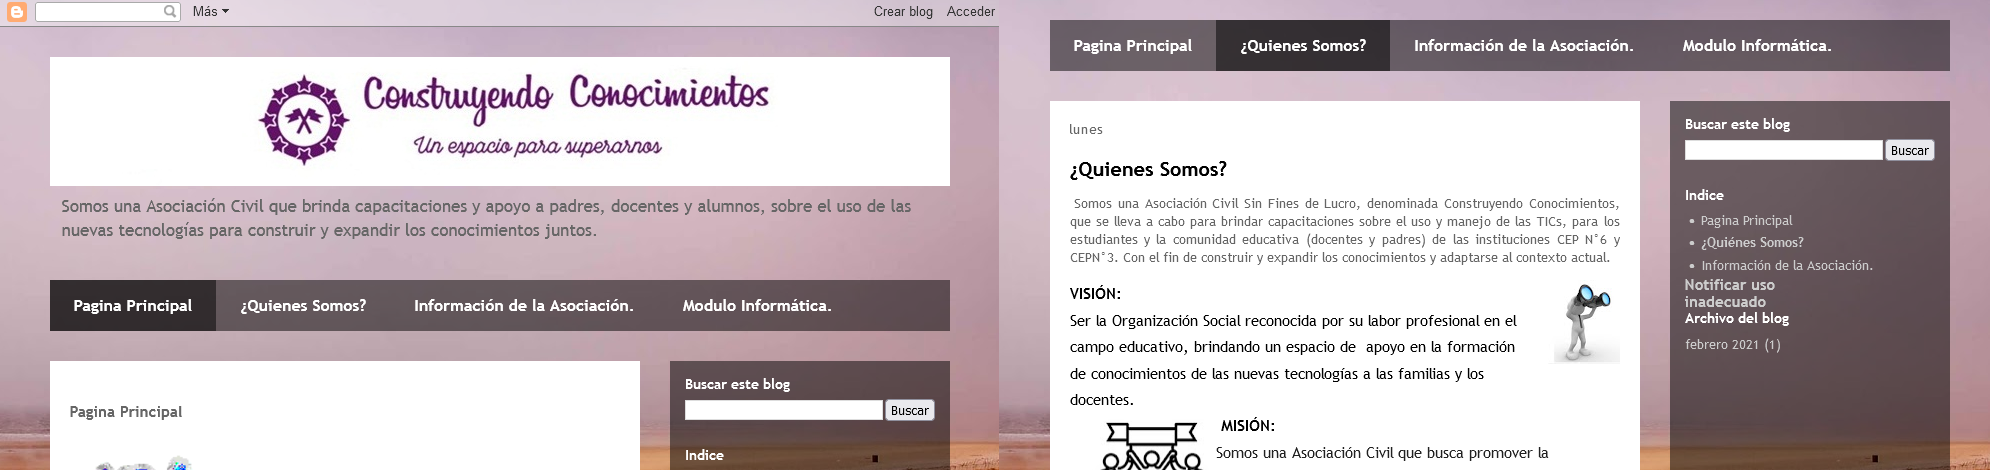 Más
Crear blog
Acceder
Construyendo Conocimientos
Un espacio para superarnos
Somos una Asociación Civil que brinda capacitaciones y apoyo a padres, docentes y alumnos, sobre el uso de las
nuevas tecnologías para construir y expandir los conocimientos juntos.
Pagina Principal
¿Quienes Somos?
Información de la Asociación.
Modulo Informática.
Pagina Principal
Buscar este blog
Buscar
Indice
Pagina Principal
¿Quienes Somos?
Información de la Asociación.
Modulo Informática.
lunes
¿Quienes Somos?
Somos una Asociación Civil Sin Fines de Lucro, denominada Construyendo Conocimientos,
que se lleva a cabo para brindar capacitaciones sobre el uso y manejo de las TICs, para los
estudiantes y la comunidad educativa (docentes y padres) de las instituciones CEP N°6 y
CEPN°3. Con el fin de construir y expandir los conocimientos y adaptarse al contexto actual.
VISIÓN:
Ser la Organización Social reconocida por su labor profesional en el
campo educativo, brindando un espacio de  apoyo en la formación
de conocimientos de las nuevas tecnologías a las familias y los
docentes.
MISIÓN:
Somos una Asociación Civil que busca promover la
Buscar este blog
Buscar
Indice
Pagina Principal
¿Quiénes Somos?
Información de la Asociación.
Notificar uso
inadecuado
Archivo del blog
febrero 2021 (1)